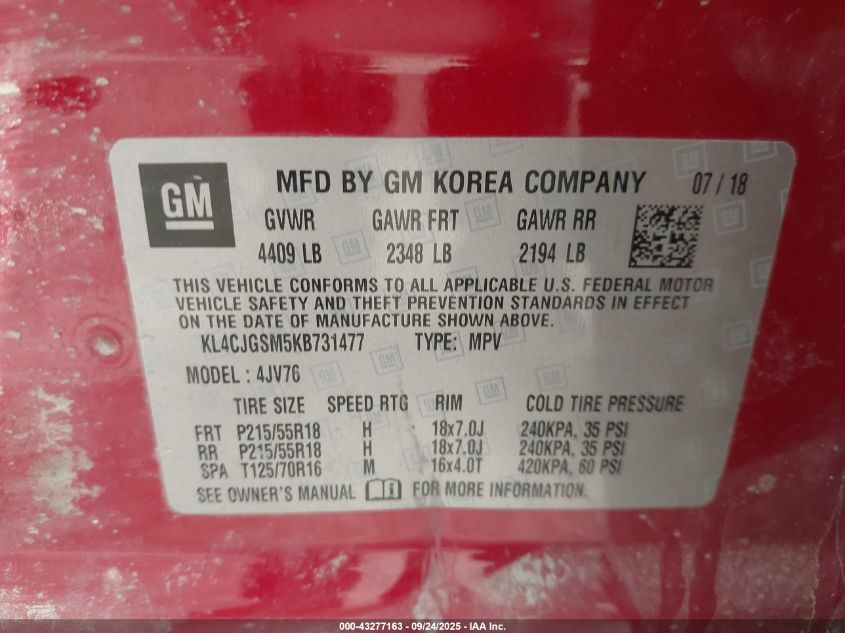 GM
MFD BY GM KOREA COMPANY 07 / 18
GVWR GAWR FRT GAWR RR
4409 LB 2348 LB 2194 LB
THIS VEHICLE CONFORMS TO ALL APPLICABLE U.S. FEDERAL MOTOR
VEHICLE SAFETY AND THEFT PREVENTION STANDARDS IN EFFECT
ON THE DATE OF MANUFACTURE SHOWN ABOVE.
KL4CJGSM5KB731477 TYPE: MPV
MODEL : 4JV76
TIRE SIZE SPEED RTG RIM COLD TIRE PRESSURE
FRT P215/55R18 H 18x7.0J 240KPA, 35 PSI
RR P215/55R18 H 18x7.0J 240KPA, 35 PSI
SPA T125/70R16 M 16x4.0T 420KPA, 60 PSI
SEE OWNER'S MANUAL FOR MORE INFORMATION.
000-43277163 - 09/24/2025 - IAA Inc.